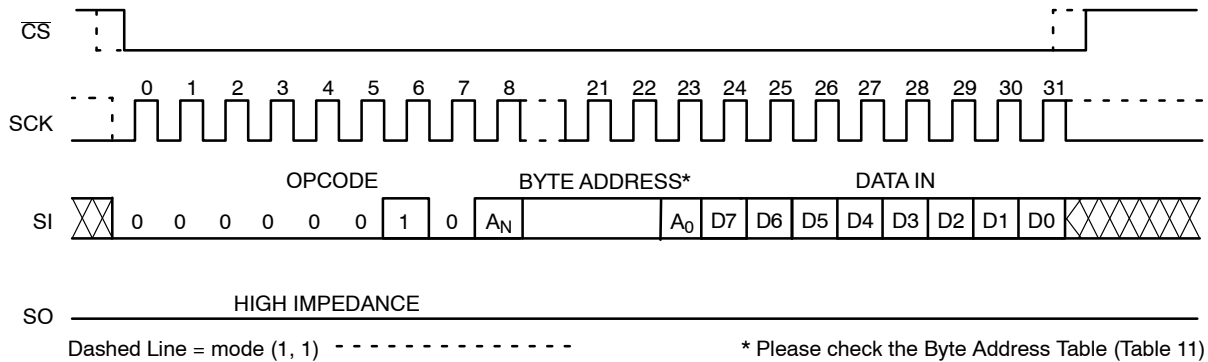 CS
0 1 2 3 4 5 6 7 8 21 22 23 24 25 26 27 28 29 30 31
SCK
OPCODE BYTE ADDRESS* DATA IN
SI 0 0 0 0 0 0 1 0 AN A0 D7 D6 D5 D4 D3 D2 D1 D0
HIGH IMPEDANCE
SO
Dashed Line = mode (1, 1) * Please check the Byte Address Table (Table 11)